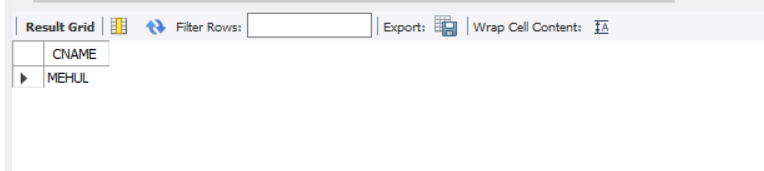 Result Grid Filter Rows: Export: Wrap Cell Content:
CNAME
MEHUL